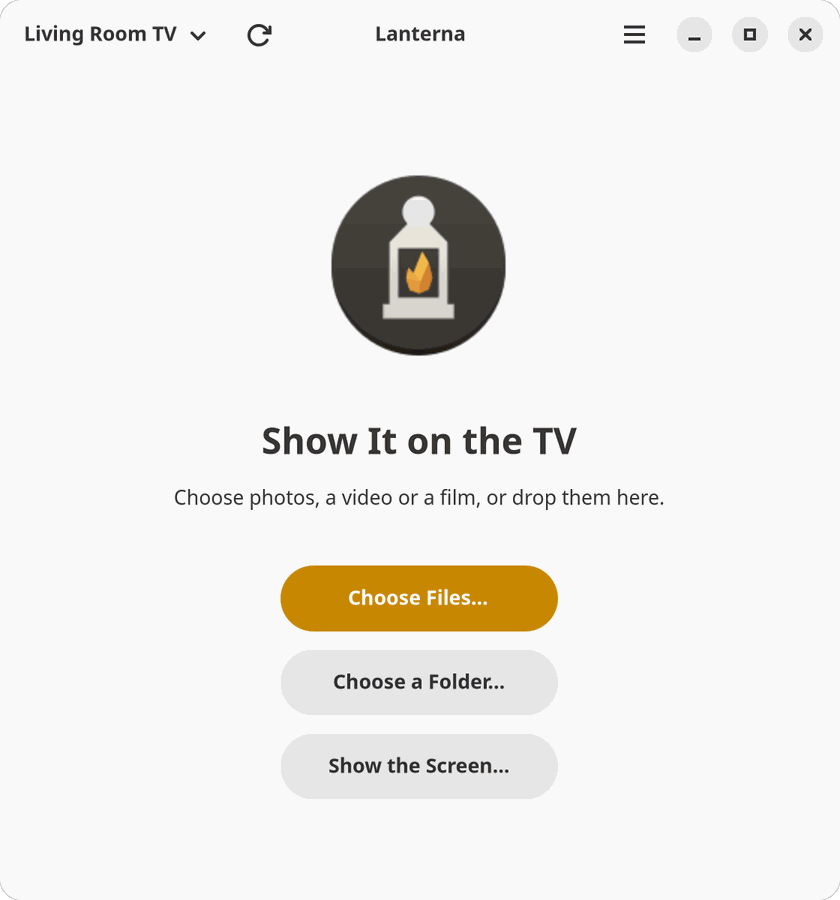 Living Room TV
Lanterna
Show It on the TV
Choose photos, a video or a film, or drop them here.
Choose Files...
Choose a Folder...
Show the Screen...